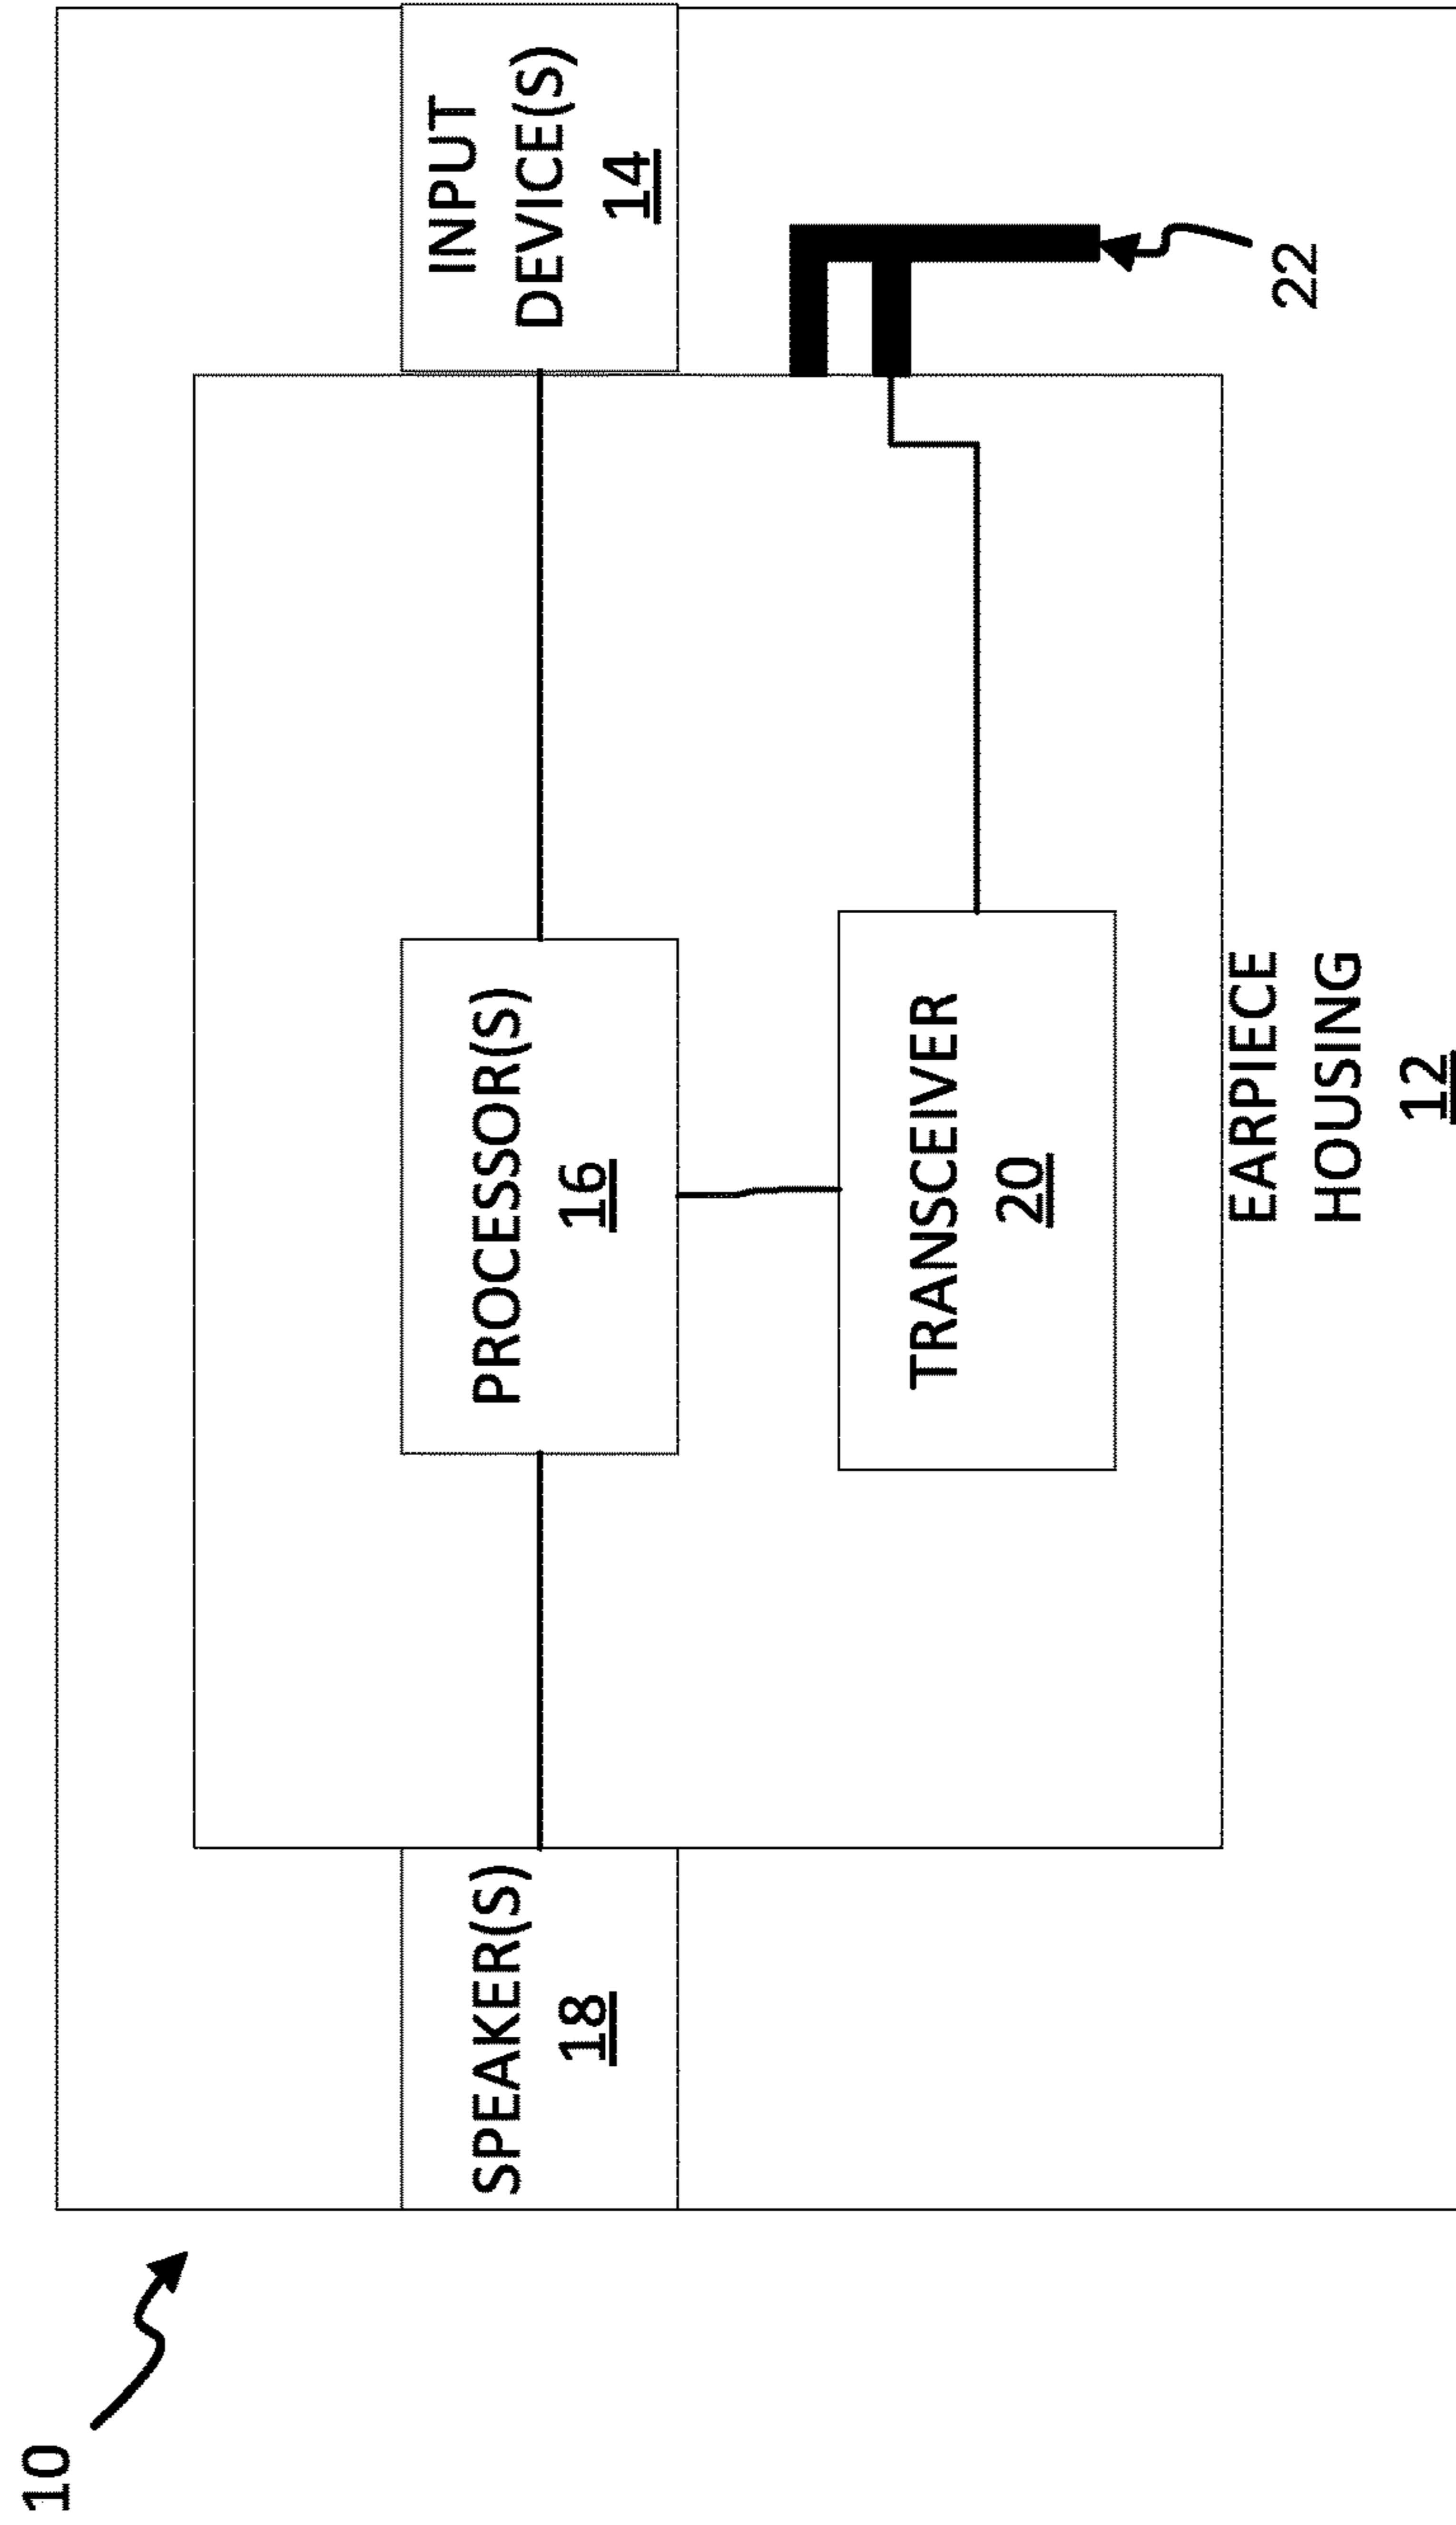 10
SPEAKER(S)
18
PROCESSOR(S)
16
INPUT
DEVICE(S)
14
TRANSCEIVER
20
22
EARPIECE
HOUSING
12